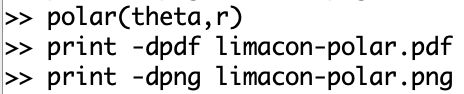 >> polar(theta,r)
>> print -dpdf limacon-polar.pdf
>> print -dpng limacon-polar.png